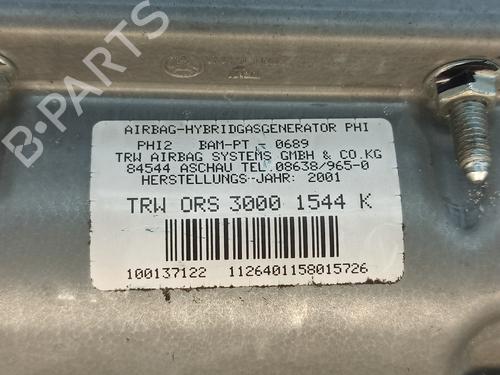 B-PARTS
AIRBAG-HYBRIDGASGENERATOR PHI
PHI2 BAM-PT 0689
TRW AIRBAG SYSTEMS GMBH & CO.KG
84544 ASCHAU TEL.08638/965-0
HERSTELLUNGS-JAHR: 2001
TRW ORS 3000 1544 K
100137122 1126401158015726